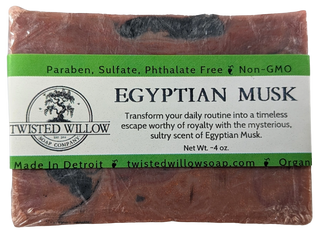 Paraben, Sulfate, Phthalate Free Non-GMO
EGYPTIAN MUSK
TWISTED WILLOW
SOAP COMPANY
Transform your daily routine into a timeless
escape worthy of royalty with the mysterious,
sultry scent of Egyptian Musk.
Net Wt. ~4 oz.
Made In Detroit twistedwillowsoap.com Organ